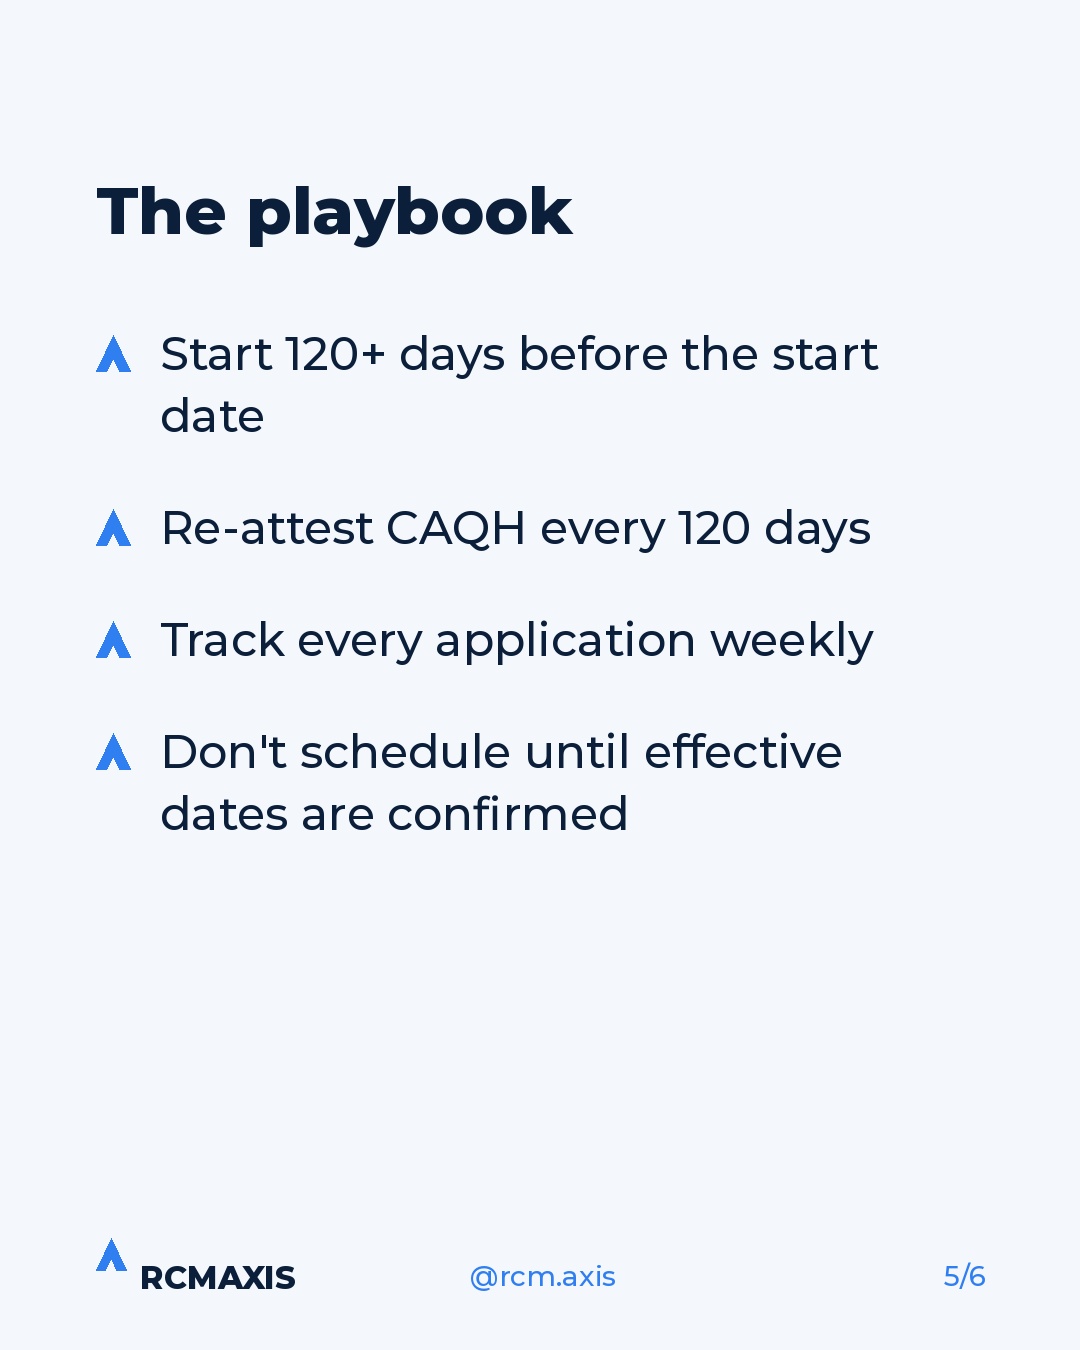 The playbook
Start 120+ days before the start
date
Re-attest CAQH every 120 days
Track every application weekly
Don't schedule until effective
dates are confirmed
RCMAXIS
@rcm.axis
5/6